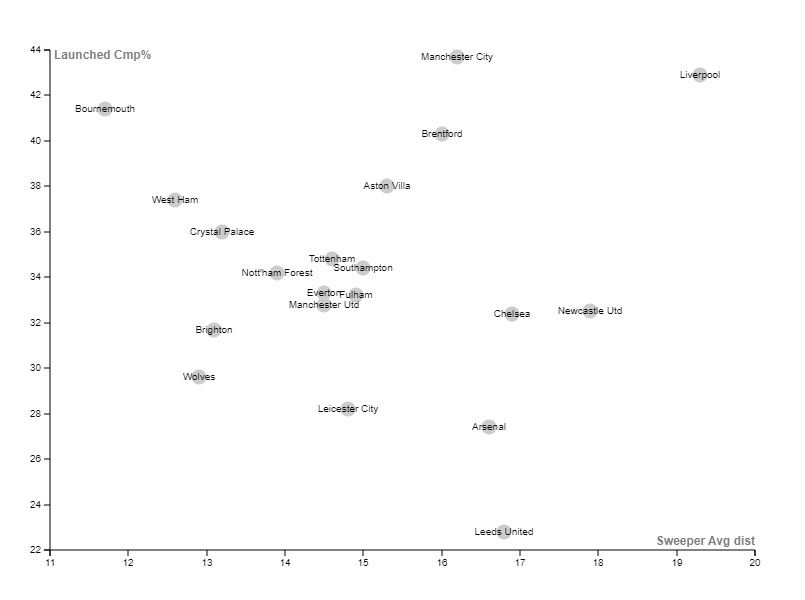 44
Launched Cmp%
Manchester City
Liverpool
42
Bournemouth
40
Brentford
38
Aston Villa
West Ham
36
Crystal Palace
Tottenham
Southampton
34
Nott'ham Forest
Everton
Fulham
Manchester Utd
Chelsea
Newcastle Utd
32
Brighton
30
Wolves
28
Leicester City
Arsenal
26
24
Leeds United
Sweeper Avg dist
22
11 12 13 14 15 16 17 18 19 20